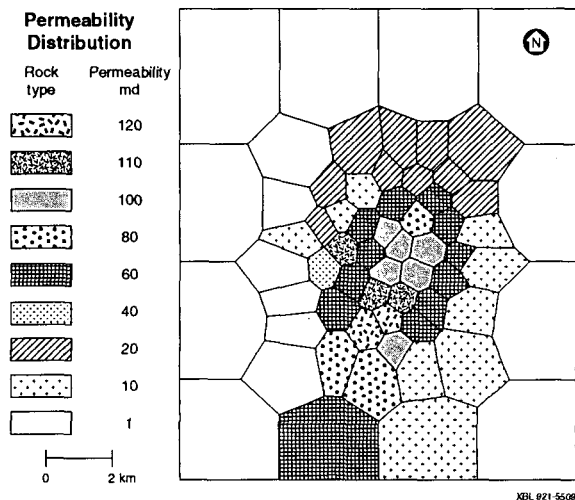 Permeability
Distribution
Rock type
Permeability md
120
110
100
80
60
40
20
10
1
0 2 km
N
XBL 921-5509